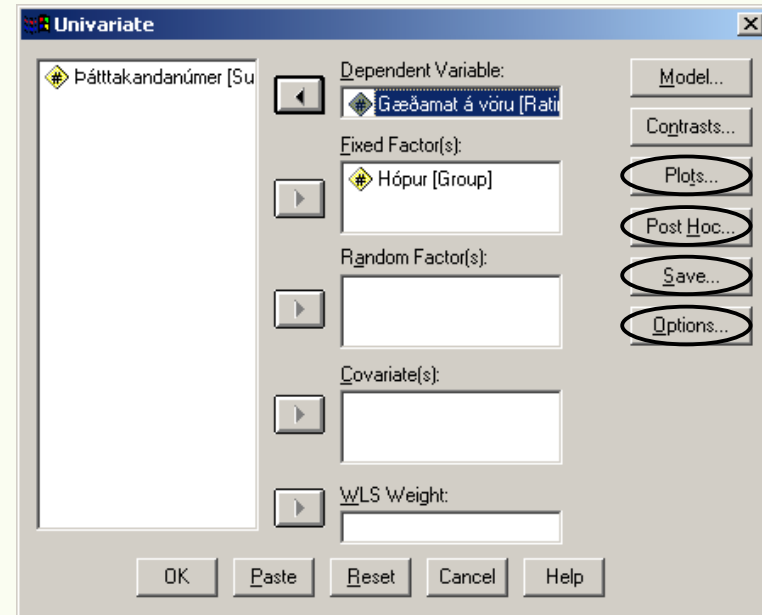 Univariate
Þátttakandanúmer [Su
Dependent Variable:
Gæðamat á vöru [Ratin
Fixed Factor(s):
Hópur [Group]
Random Factor(s):
Covariate(s):
WLS Weight:
Model...
Contrasts...
Plots...
Post Hoc...
Save...
Options...
OK Paste Reset Cancel Help